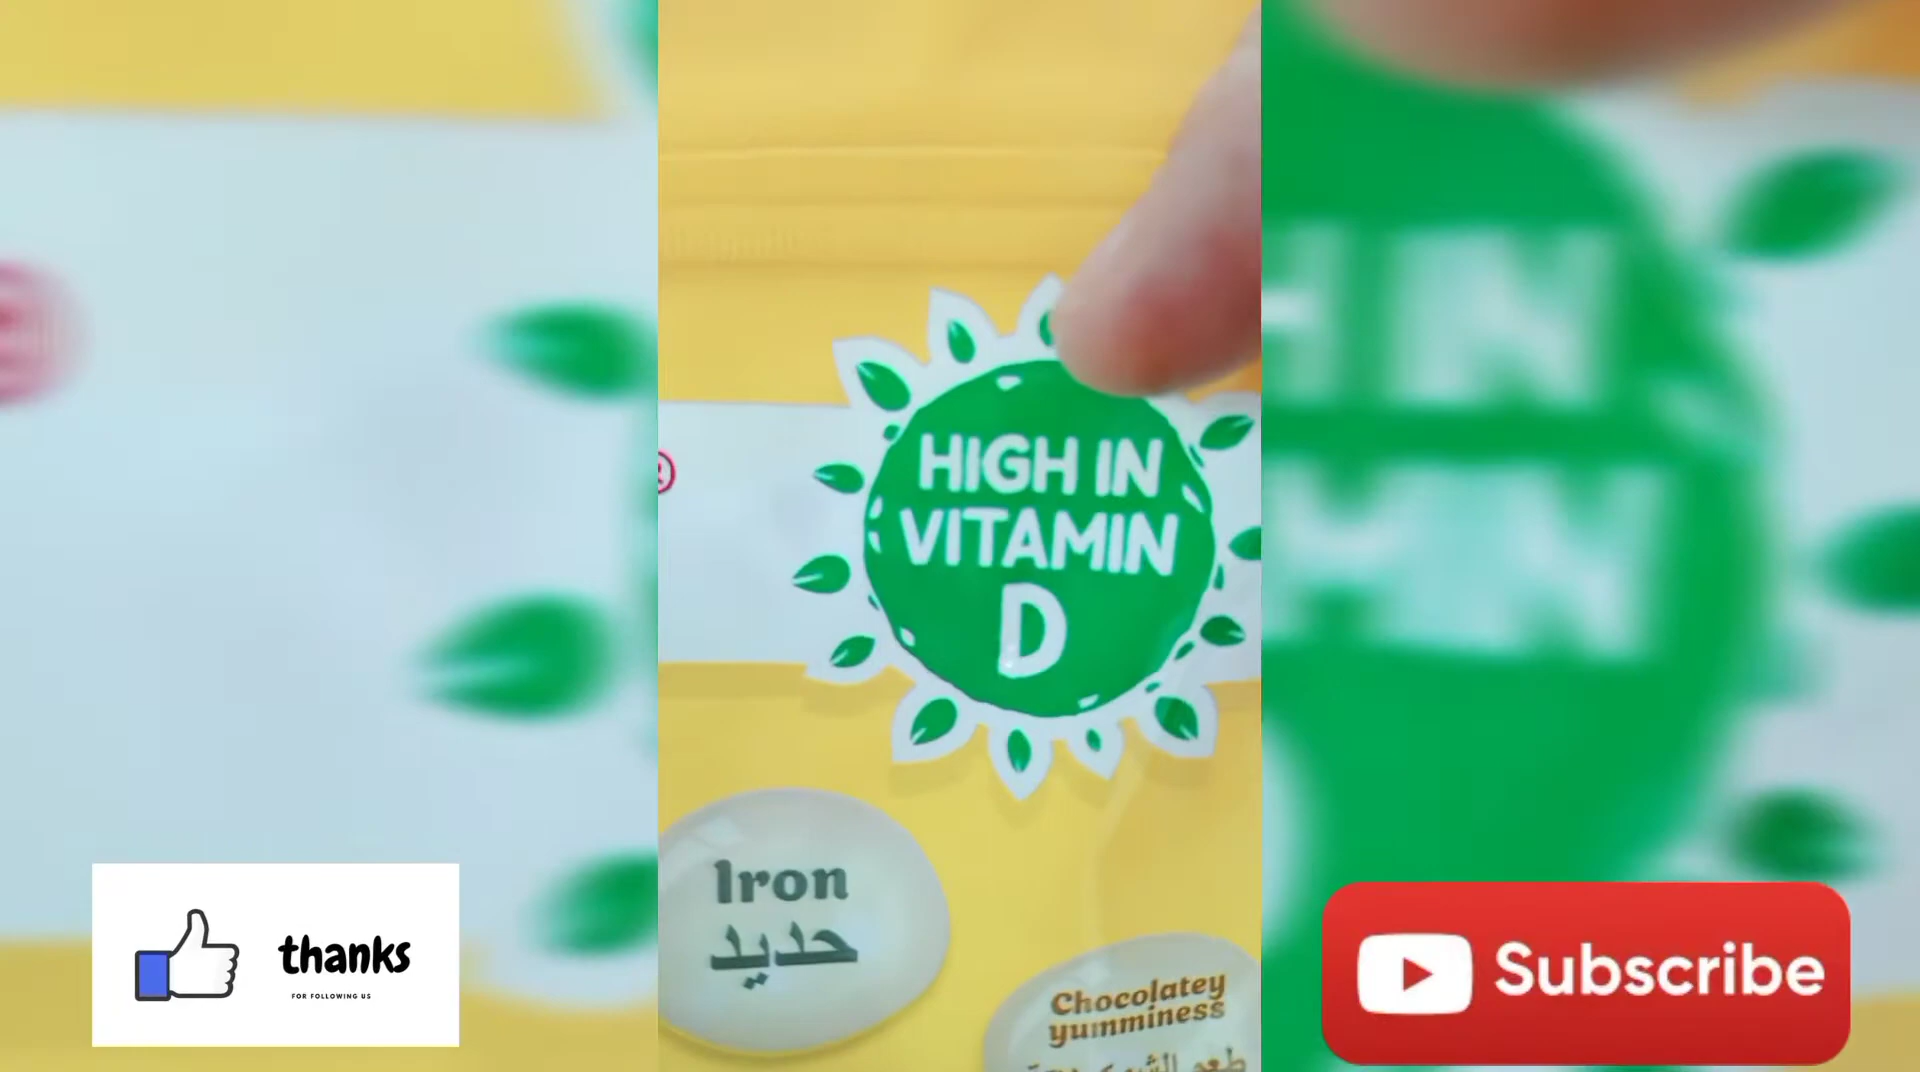 HIGH IN
VITAMIN
D
Iron
حديد
Chocolatey
yumminess
thanks
FOR FOLLOWING US
Subscribe